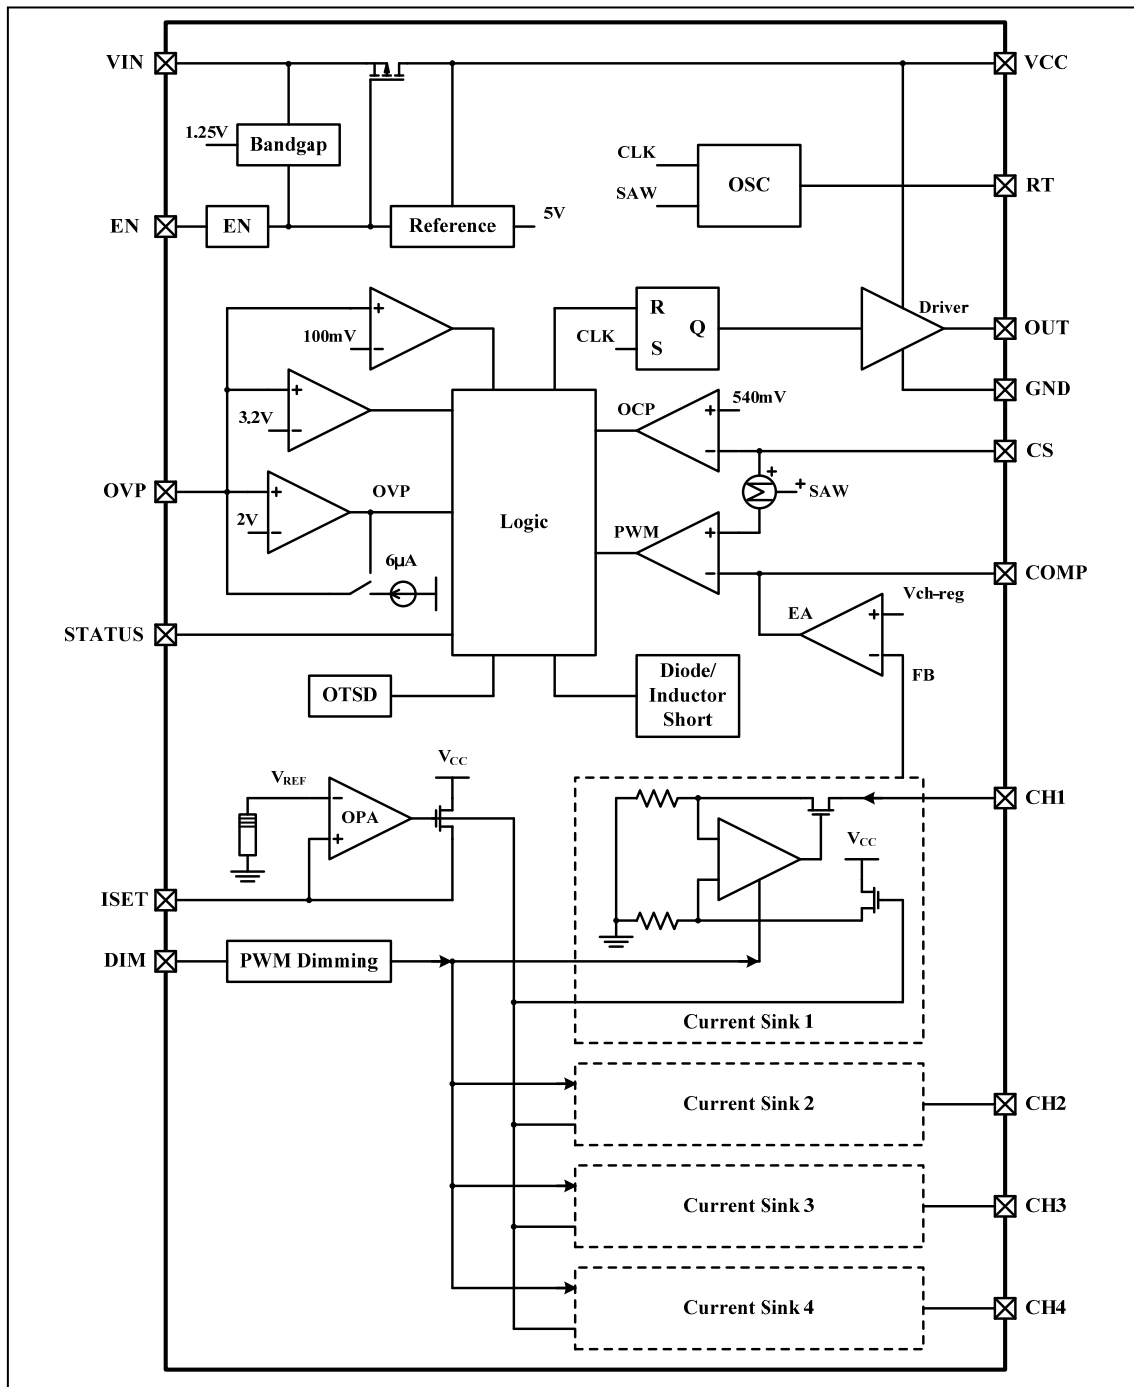 VIN
VCC
1.25V
Bandgap
CLK
SAW
OSC
RT
EN
EN
Reference
5V
100mV
R
S
Q
CLK
Driver
OUT
GND
3.2V
OCP
540mV
CS
OVP
2V
OVP
6μA
Logic
SAW
PWM
COMP
EA
Vch-reg
FB
STATUS
OTSD
Diode/
Inductor
Short
VREF
OPA
VCC
CH1
VCC
ISET
DIM
PWM Dimming
Current Sink 1
Current Sink 2
CH2
Current Sink 3
CH3
Current Sink 4
CH4